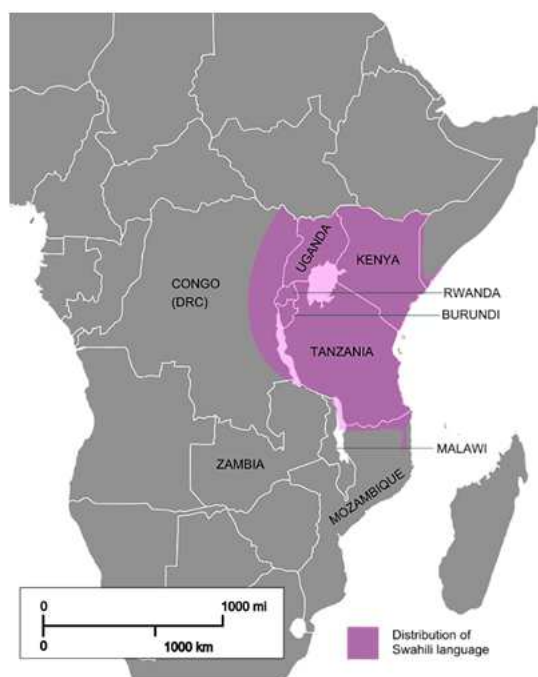 UGANDA
KENYA
CONGO
(DRC)
RWANDA
BURUNDI
TANZANIA
MALAWI
ZAMBIA
MOZAMBIQUE
0 1000 mi
0 1000 km
Distribution of
Swahili language